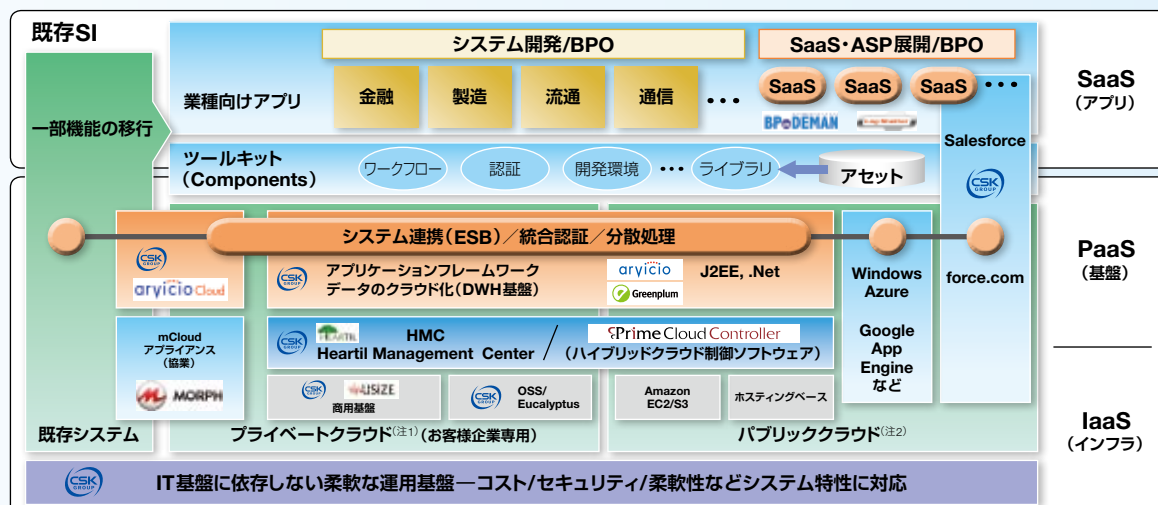 既存SI
システム開発/BPO
SaaS・ASP展開/BPO
SaaS
(アプリ)
業種向けアプリ
金融
製造
流通
通信
•••
SaaS
SaaS
SaaS
•••
BPoDEMAN
一部機能の移行
ツールキット
(Components)
ワークフロー
認証
開発環境
•••
ライブラリ
アセット
Salesforce
CSK
GROUP
システム連携(ESB)/統合認証/分散処理
CSK
GROUP
aryicio Cloud
CSK
GROUP
アプリケーションフレームワーク
データのクラウド化(DWH基盤)
aryicio
Greenplum
J2EE, .Net
Windows
Azure
Google
App
Engine
など
force.com
PaaS
(基盤)
mCloud
アプライアンス
(協業)
MORPH
CSK
GROUP
HEARTIL
HMC
Heartil Management Center
/
Prime Cloud Controller
(ハイブリッドクラウド制御ソフトウェア)
CSK
GROUP
USiZE
商用基盤
CSK
GROUP
OSS/
Eucalyptus
Amazon
EC2/S3
ホスティングベース
既存システム
プライベートクラウド(注1)(お客様企業専用)
パブリッククラウド(注2)
IaaS
(インフラ)
CSK
GROUP
IT基盤に依存しない柔軟な運用基盤―コスト/セキュリティ/柔軟性などシステム特性に対応